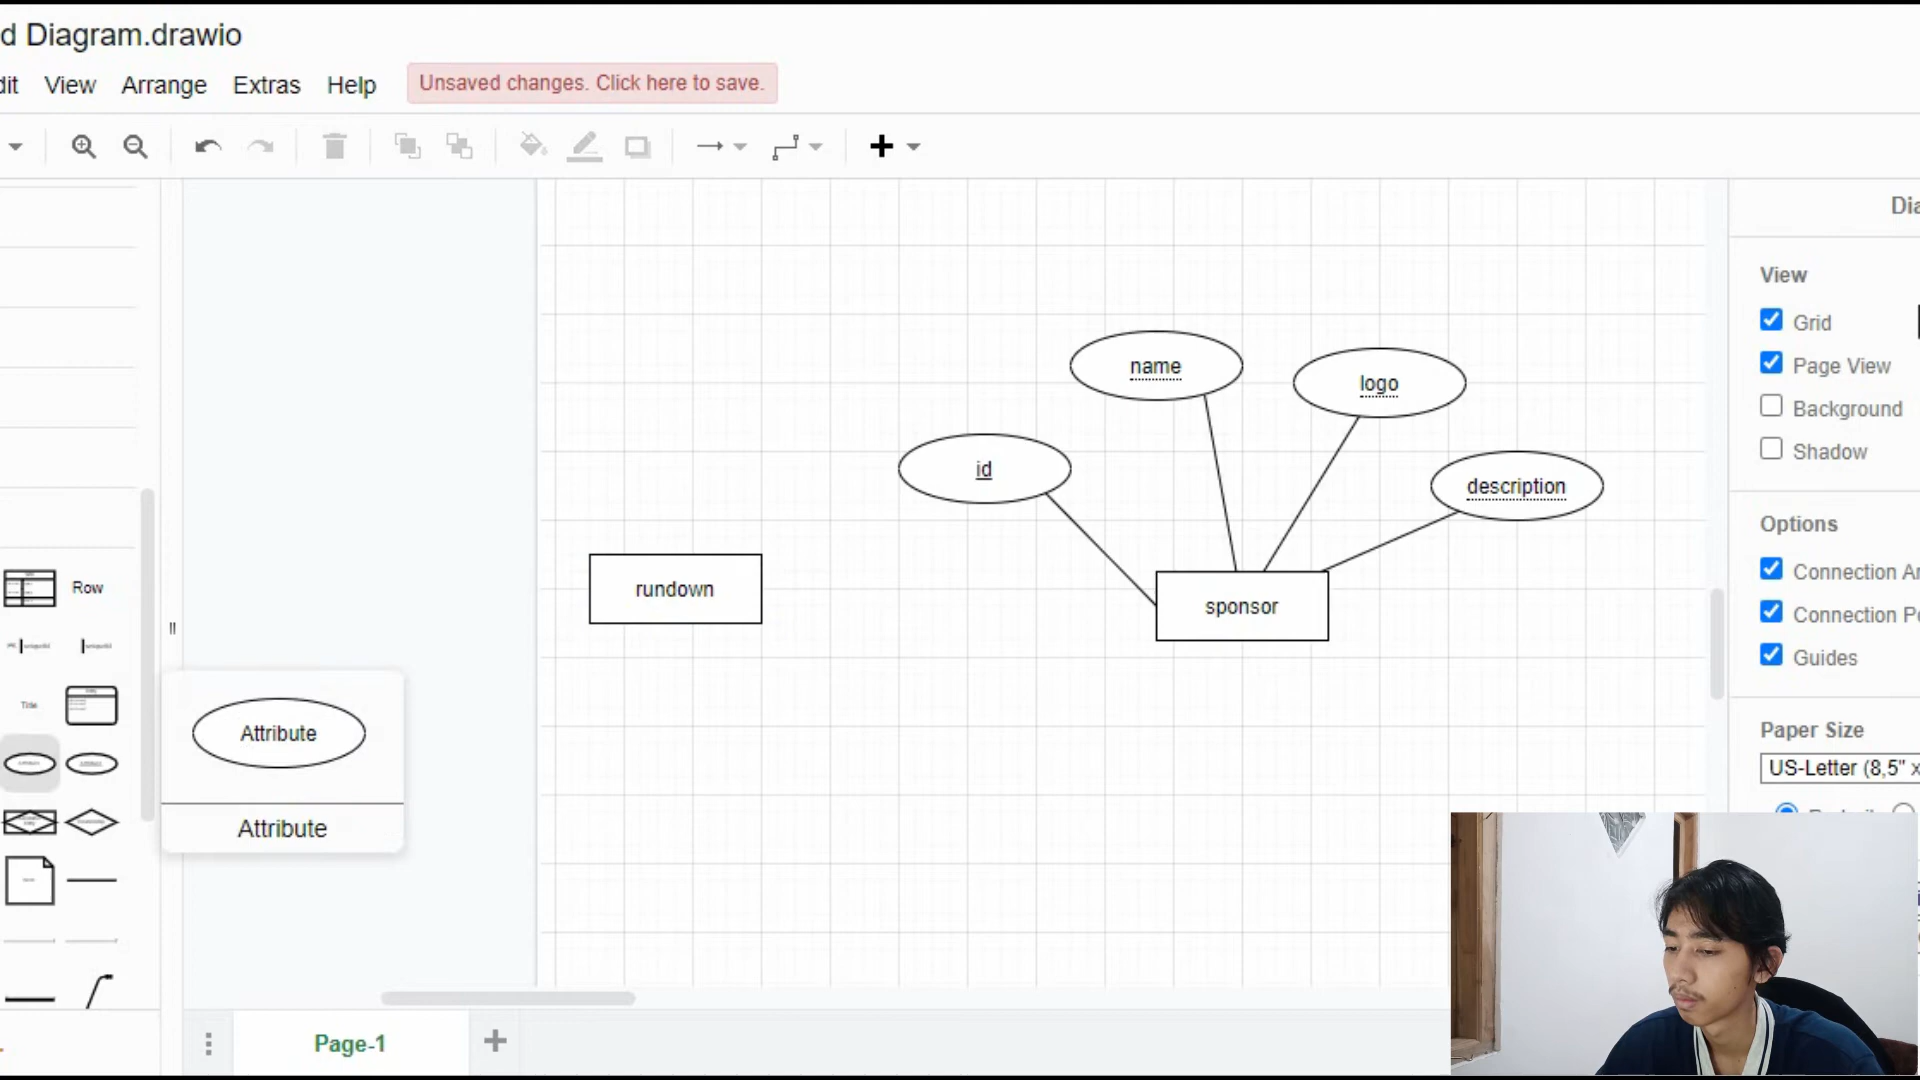 d Diagram.drawio
dit View Arrange Extras Help Unsaved changes. Click here to save.
Dia
View
Grid
Page View
Background
Shadow
Options
Connection Ar
Connection Po
Guides
Paper Size
US-Letter (8,5" x
name
logo
id
description
rundown
sponsor
Row
Title
Attribute
Attribute
Page-1